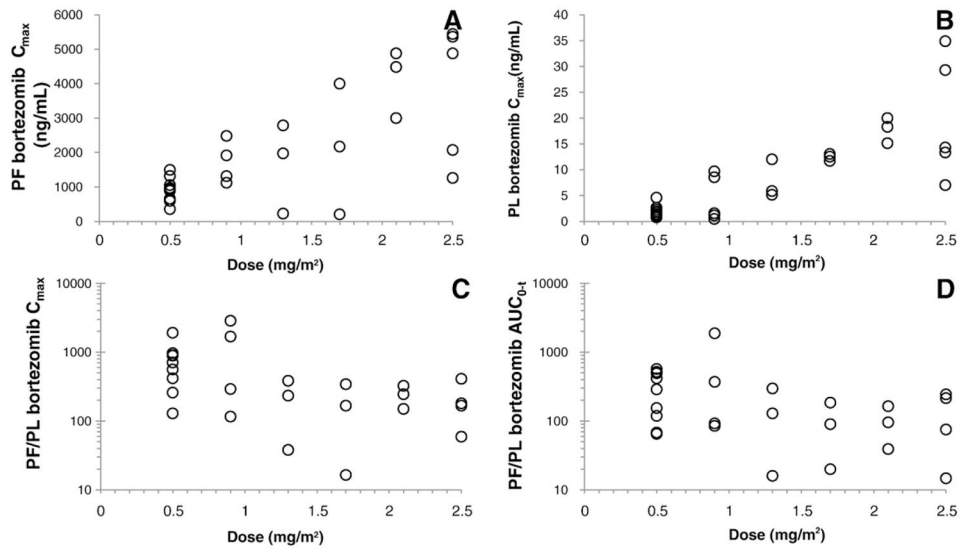 A
PF bortezomib Cmax
(ng/mL)
6000
5000
4000
3000
2000
1000
0
0 0.5 1 1.5 2 2.5
Dose (mg/m²)
B
PL bortezomib Cmax(ng/mL)
40
35
30
25
20
15
10
5
0
0 0.5 1 1.5 2 2.5
Dose (mg/m²)
C
PF/PL bortezomib Cmax
10000
1000
100
10
0 0.5 1 1.5 2 2.5
Dose (mg/m²)
D
PF/PL bortezomib AUC0-t
10000
1000
100
10
0 0.5 1 1.5 2 2.5
Dose (mg/m²)